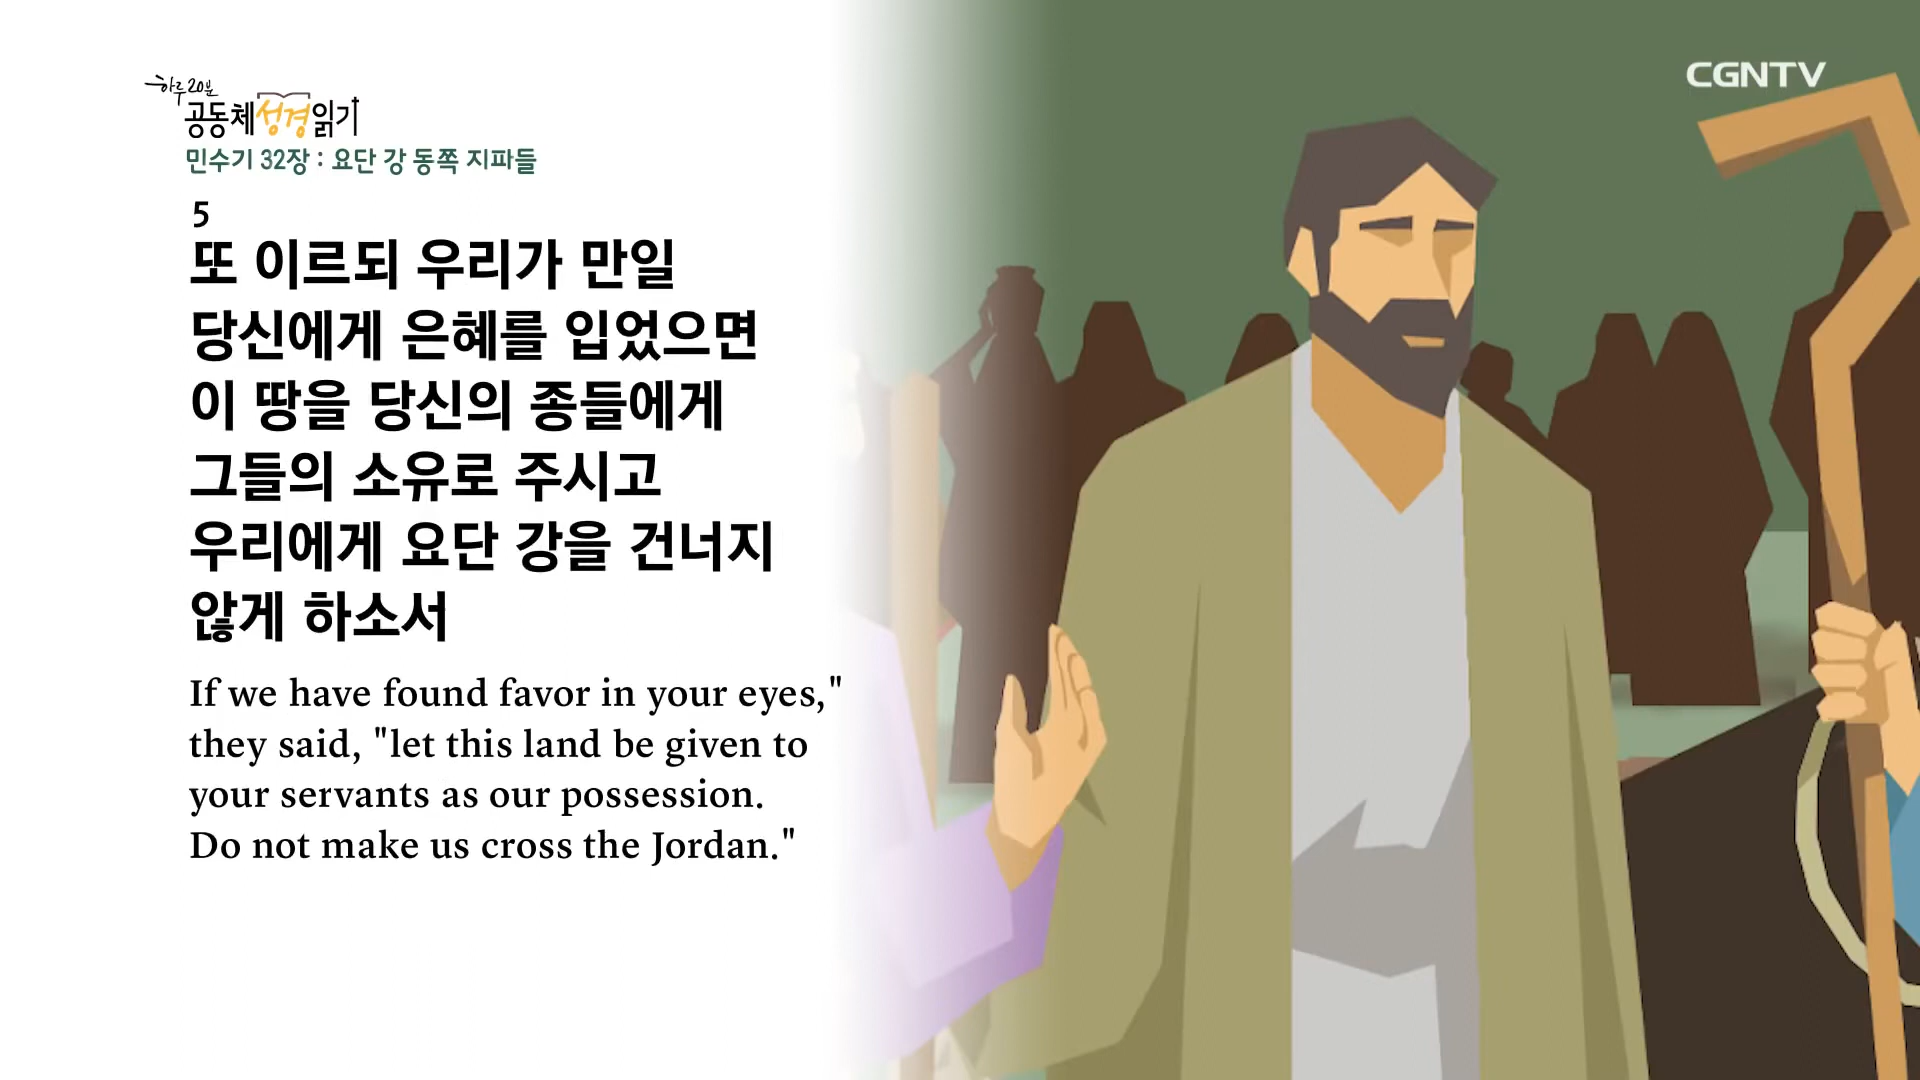 하루 20분
공동체성경읽기
CGNTV
민수기 32장 : 요단 강 동쪽 지파들
5
또 이르되 우리가 만일
당신에게 은혜를 입었으면
이 땅을 당신의 종들에게
그들의 소유로 주시고
우리에게 요단 강을 건너지
않게 하소서
If we have found favor in your eyes,"
they said, "let this land be given to
your servants as our possession.
Do not make us cross the Jordan."